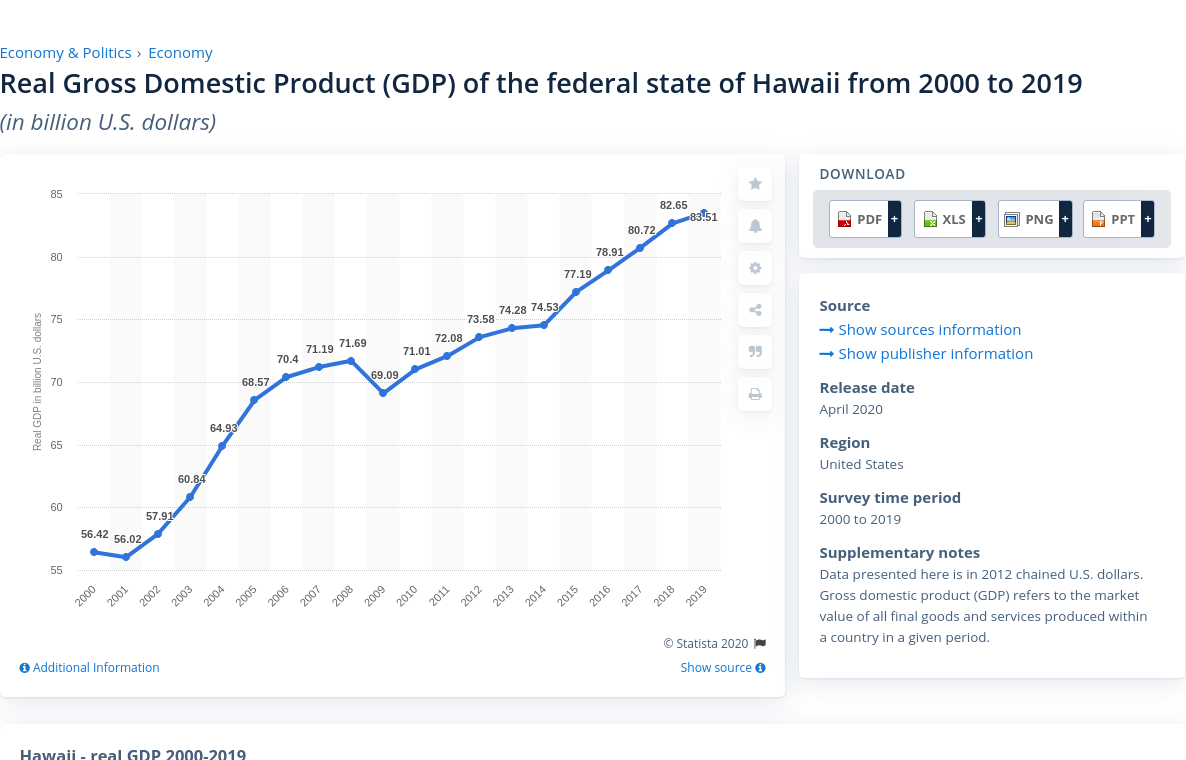 Economy & Politics › Economy
Real Gross Domestic Product (GDP) of the federal state of Hawaii from 2000 to 2019
(in billion U.S. dollars)
DOWNLOAD
PDF +
XLS +
PNG +
PPT +
Real GDP in billion U.S. dollars
85
80
75
70
65
60
55
56.42
56.02
57.91
60.84
64.93
68.57
70.4
71.19
71.69
69.09
71.01
72.08
73.58
74.28
74.53
77.19
78.91
80.72
82.65
83.51
2000
2001
2002
2003
2004
2005
2006
2007
2008
2009
2010
2011
2012
2013
2014
2015
2016
2017
2018
2019
© Statista 2020
Additional Information
Show source
Source
Show sources information
Show publisher information
Release date
April 2020
Region
United States
Survey time period
2000 to 2019
Supplementary notes
Data presented here is in 2012 chained U.S. dollars.
Gross domestic product (GDP) refers to the market
value of all final goods and services produced within
a country in a given period.
Hawaii - real GDP 2000-2019